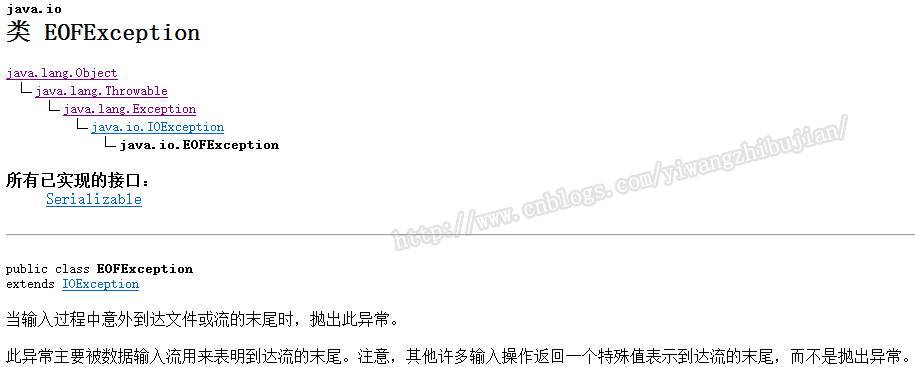 java.io
类 EOFException
java.lang.Object
java.lang.Throwable
java.lang.Exception
java.io.IOException
java.io.EOFException
所有已实现的接口：
Serializable
http://www.cnblogs.com/yiwangzhibujian/
public class EOFException
extends IOException
当输入过程中意外到达文件或流的末尾时，抛出此异常。
此异常主要被数据输入流用来表明到达流的末尾。注意，其他许多输入操作返回一个特殊值表示到达流的末尾，而不是抛出异常。